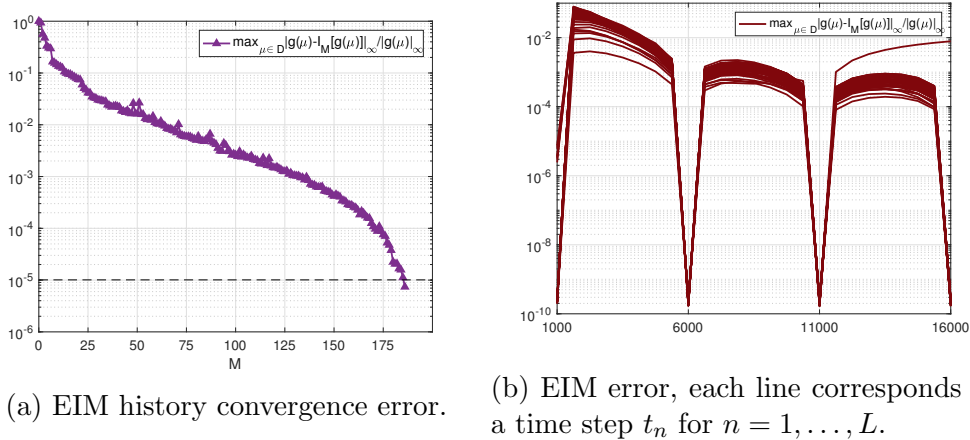 10^0
10^-1
10^-2
10^-3
10^-4
10^-5
10^-6
0 25 50 75 100 125 150 175
M
max_{μ∈ D}|g(μ)-I_M[g(μ)]|_∞/|g(μ)|_∞
(a) EIM history convergence error.
10^-2
10^-4
10^-6
10^-8
10^-10
1000 6000 11000 16000
max_{μ∈ D}|g(μ)-I_M[g(μ)]|_∞/|g(μ)|_∞
(b) EIM error, each line corresponds
a time step t_n for n = 1, . . . , L.